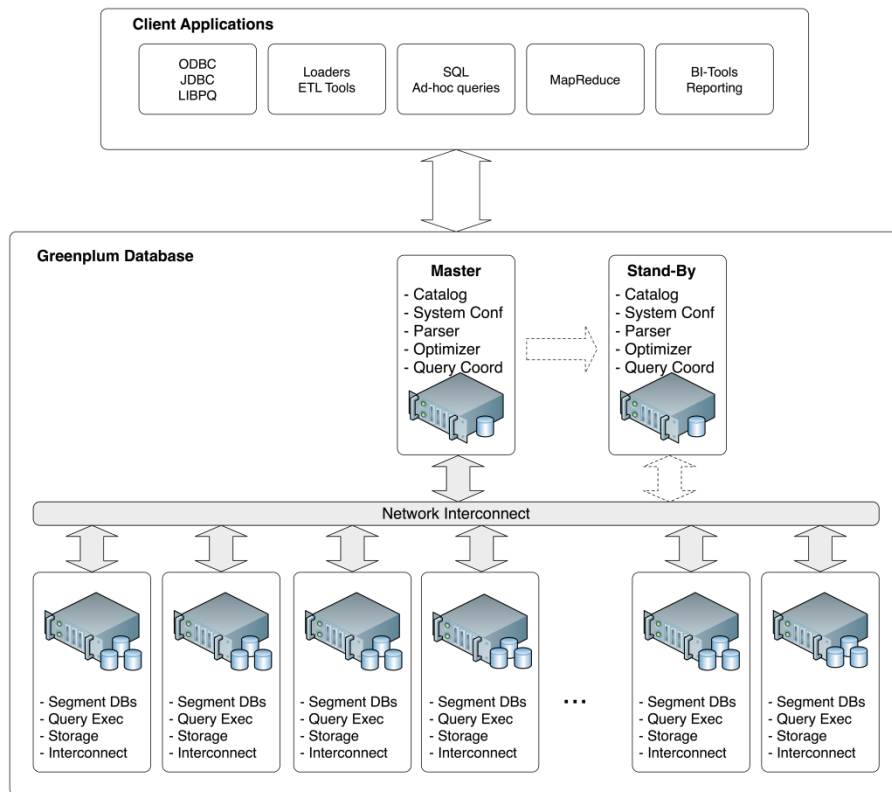 Client Applications
ODBC
JDBC
LIBPQ
Loaders
ETL Tools
SQL
Ad-hoc queries
MapReduce
BI-Tools
Reporting
Greenplum Database
Master
- Catalog
- System Conf
- Parser
- Optimizer
- Query Coord
Stand-By
- Catalog
- System Conf
- Parser
- Optimizer
- Query Coord
Network Interconnect
- Segment DBs
- Query Exec
- Storage
- Interconnect
- Segment DBs
- Query Exec
- Storage
- Interconnect
- Segment DBs
- Query Exec
- Storage
- Interconnect
- Segment DBs
- Query Exec
- Storage
- Interconnect
...
- Segment DBs
- Query Exec
- Storage
- Interconnect
- Segment DBs
- Query Exec
- Storage
- Interconnect